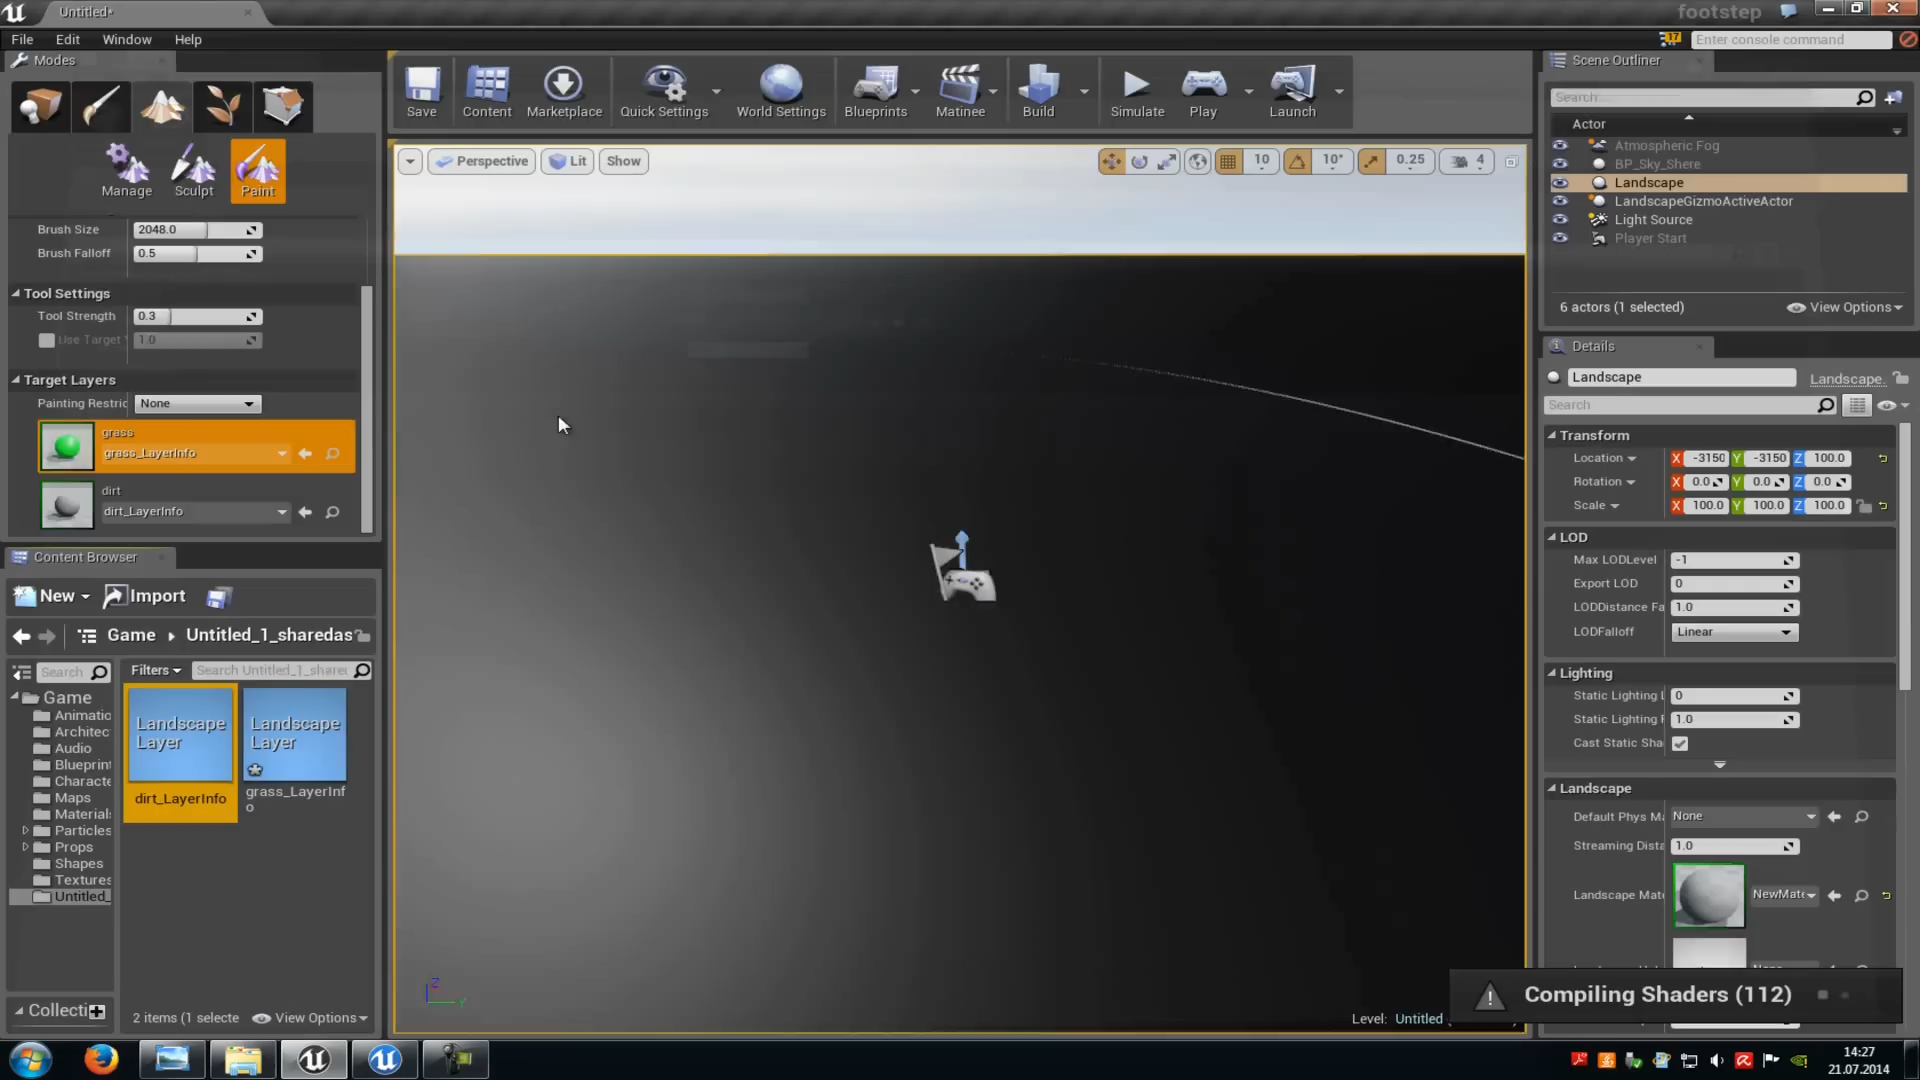 Untitled*
footstep
File Edit Window Help
17
Enter console command
Modes
Manage Sculpt Paint
Brush Size 2048.0
Brush Falloff 0.5
Tool Settings
Tool Strength 0.3
Use Target 1.0
Target Layers
Painting Restric None
grass
grass_LayerInfo
dirt
dirt_LayerInfo
Save Content Marketplace Quick Settings World Settings Blueprints Matinee Build Simulate Play Launch
Perspective Lit Show
10 10° 0.25 4
Z
Y
Level: Untitled
Scene Outliner
Search
Actor
Atmospheric Fog
BP_Sky_Shere
Landscape
LandscapeGizmoActiveActor
Light Source
Player Start
6 actors (1 selected) View Options
Details
Landscape Landscape.
Search
Transform
Location X -3150 Y -3150 Z 100.0
Rotation X 0.0 Y 0.0 Z 0.0
Scale X 100.0 Y 100.0 Z 100.0
LOD
Max LODLevel -1
Export LOD 0
LODDistance Fa 1.0
LODFalloff Linear
Lighting
Static Lighting L 0
Static Lighting F 1.0
Cast Static Sha
Landscape
Default Phys Ma None
Streaming Dista 1.0
Landscape Mate NewMate
Compiling Shaders (112)
Content Browser
New Import
Game Untitled_1_sharedas
Search
Filters Search Untitled_1_share
Game
Animatio
Architec
Audio
Blueprint
Characte
Maps
Material
Particles
Props
Shapes
Textures
Untitled_
Landscape Layer
dirt_LayerInfo
Landscape Layer
grass_LayerInf
o
Collecti
2 items (1 selecte View Options
14:27
21.07.2014